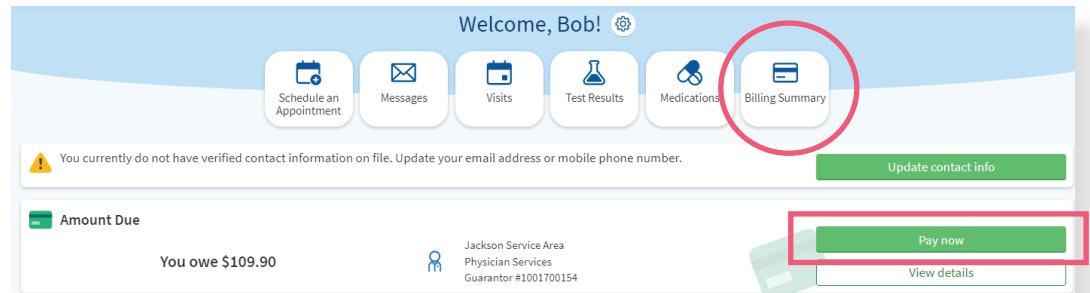 Welcome, Bob!
Schedule an
Appointment
Messages
Visits
Test Results
Medications
Billing Summary
You currently do not have verified contact information on file. Update your email address or mobile phone number.
Update contact info
Amount Due
You owe $109.90
Jackson Service Area
Physician Services
Guarantor #1001700154
Pay now
View details